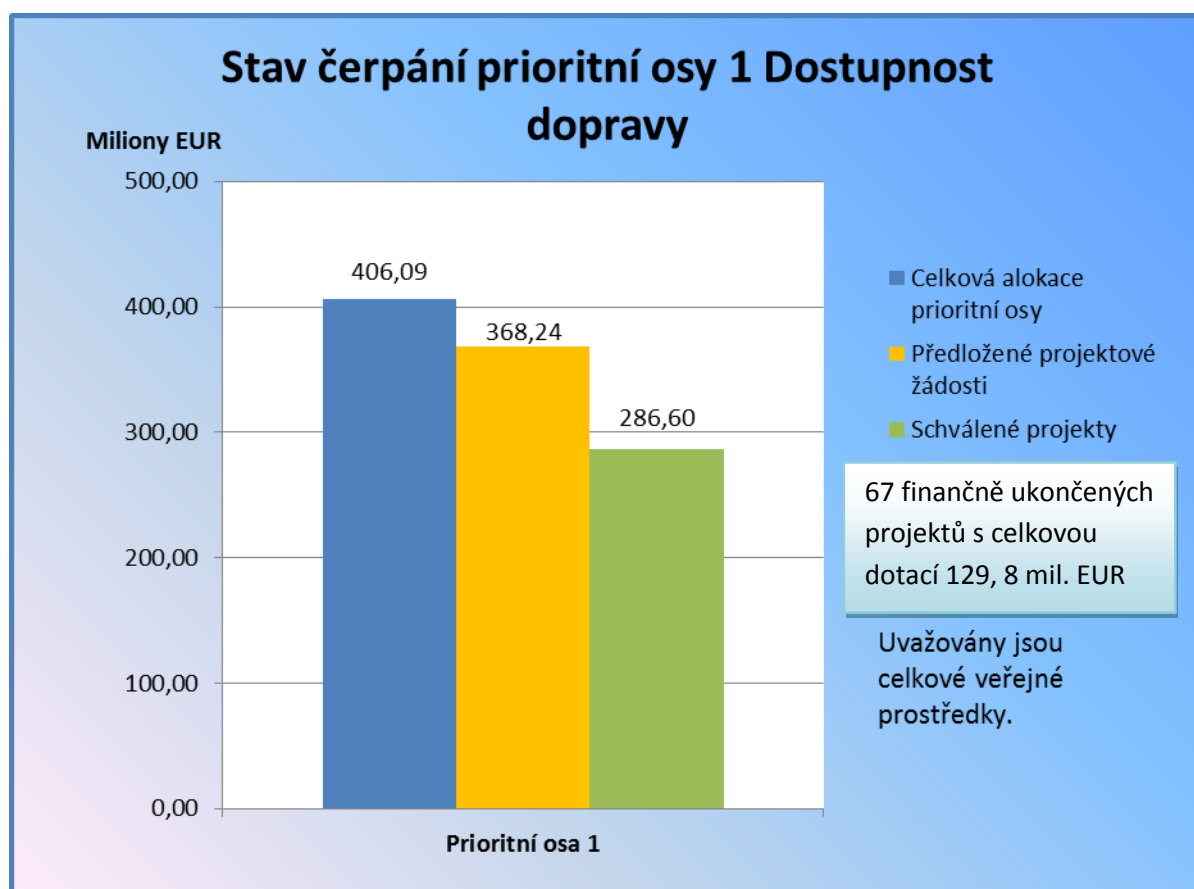 Stav čerpání prioritní osy 1 Dostupnost
dopravy
Miliony EUR
500,00
400,00
300,00
200,00
100,00
0,00
406,09
368,24
286,60
Prioritní osa 1
Celková alokace
prioritní osy
Předložené projektové
žádosti
Schválené projekty
67 finančně ukončených
projektů s celkovou
dotací 129, 8 mil. EUR
Uvažovány jsou
celkové veřejné
prostředky.